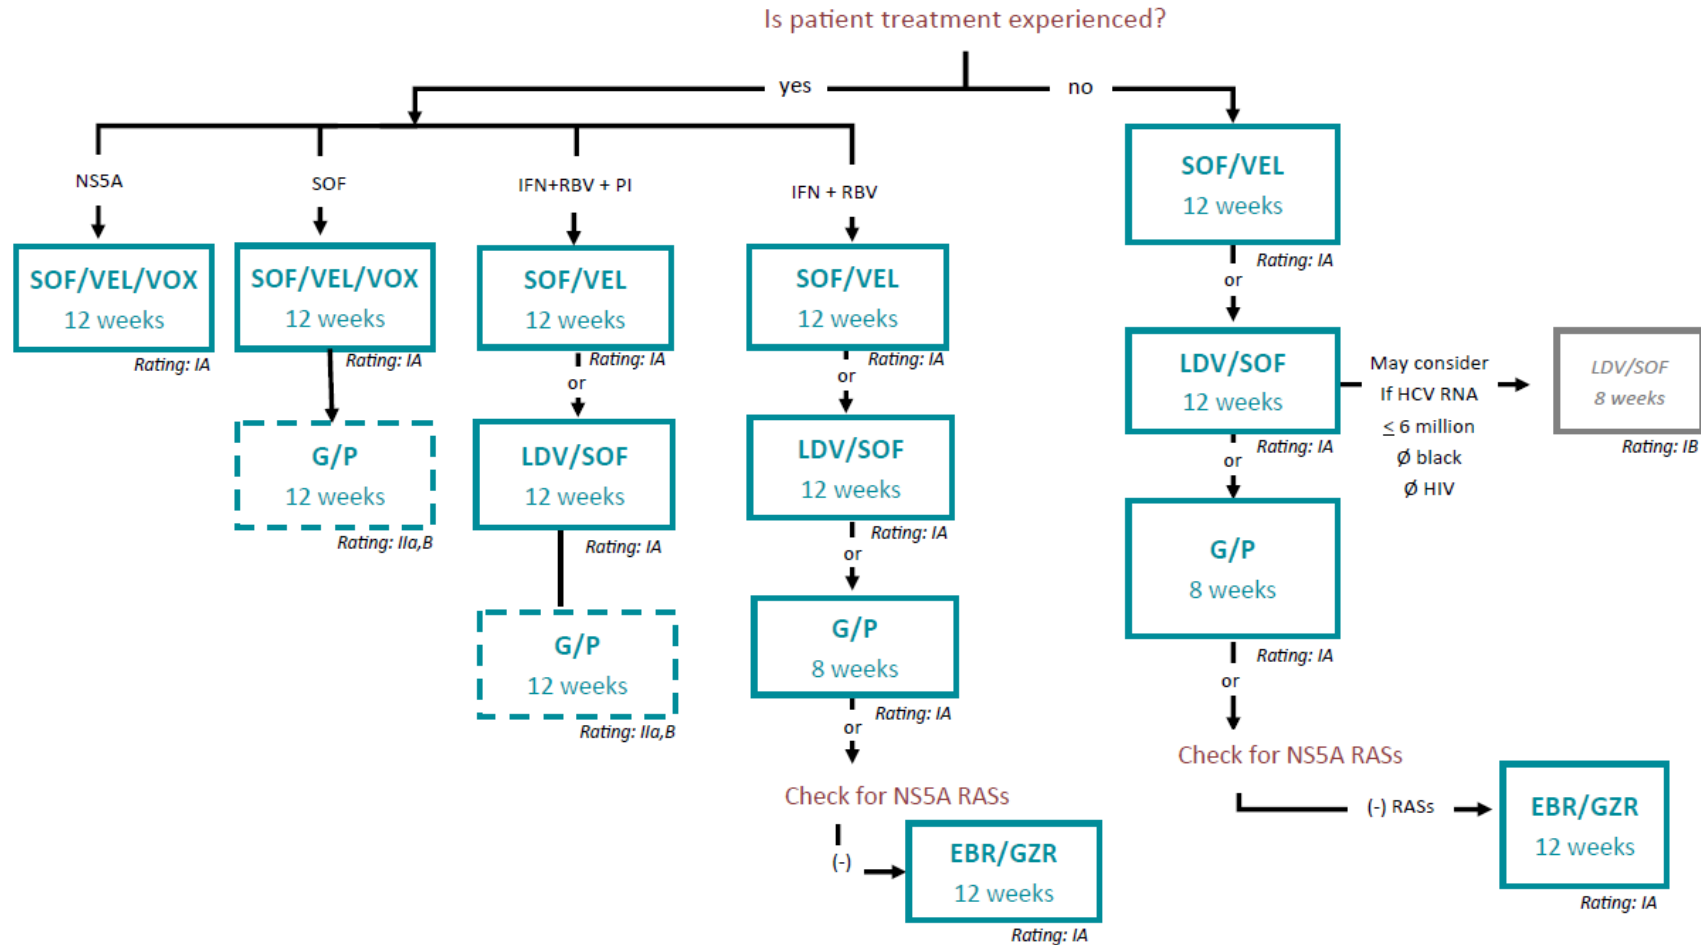 Is patient treatment experienced?
yes
no
NS5A
SOF/VEL/VOX
12 weeks
Rating: IA
SOF
SOF/VEL/VOX
12 weeks
Rating: IA
G/P
12 weeks
Rating: IIa,B
IFN+RBV + PI
SOF/VEL
12 weeks
Rating: IA
or
LDV/SOF
12 weeks
Rating: IA
G/P
12 weeks
Rating: IIa,B
IFN + RBV
SOF/VEL
12 weeks
Rating: IA
or
LDV/SOF
12 weeks
Rating: IA
or
G/P
8 weeks
Rating: IA
or
Check for NS5A RASs
(-)
EBR/GZR
12 weeks
Rating: IA
SOF/VEL
12 weeks
Rating: IA
or
LDV/SOF
12 weeks
Rating: IA
May consider
If HCV RNA
≤ 6 million
Ø black
Ø HIV
LDV/SOF
8 weeks
Rating: IB
or
G/P
8 weeks
Rating: IA
or
Check for NS5A RASs
(-) RASs
EBR/GZR
12 weeks
Rating: IA